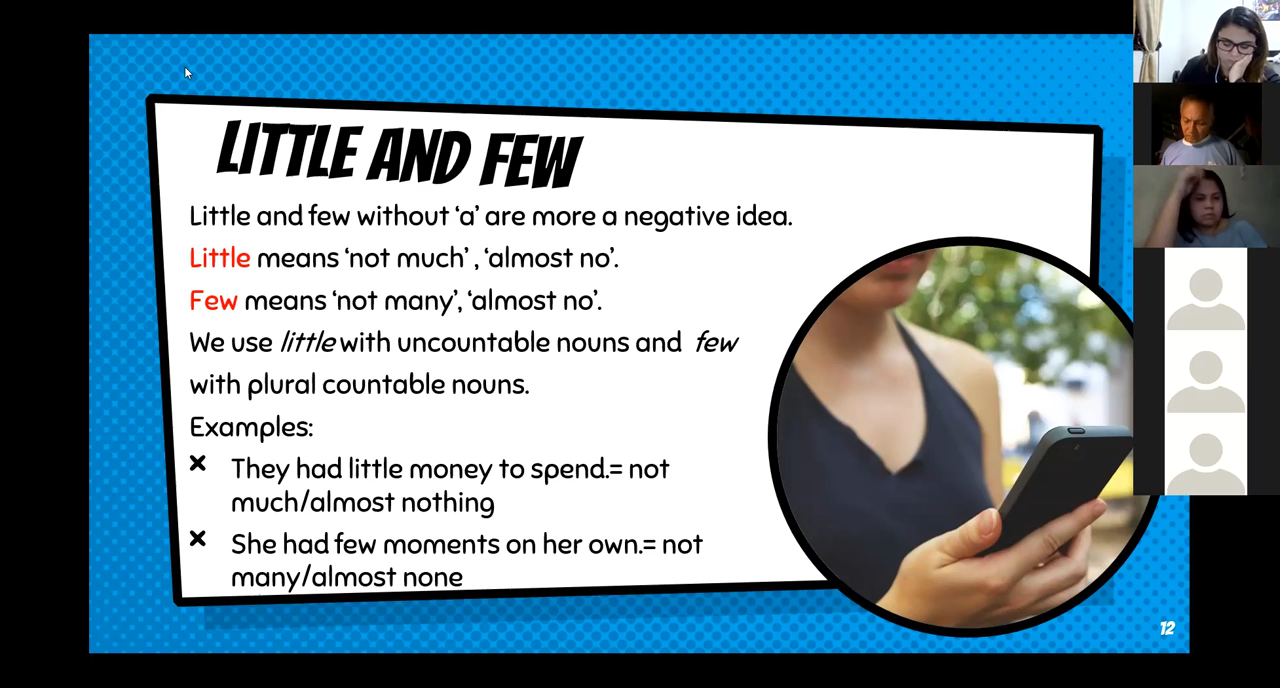 LITTLE AND FEW
Little and few without ‘a’ are more a negative idea.
Little means ‘not much’ , ‘almost no’.
Few means ‘not many’, ‘almost no’.
We use little with uncountable nouns and few
with plural countable nouns.
Examples:
They had little money to spend.= not
much/almost nothing
She had few moments on her own.= not
many/almost none
12